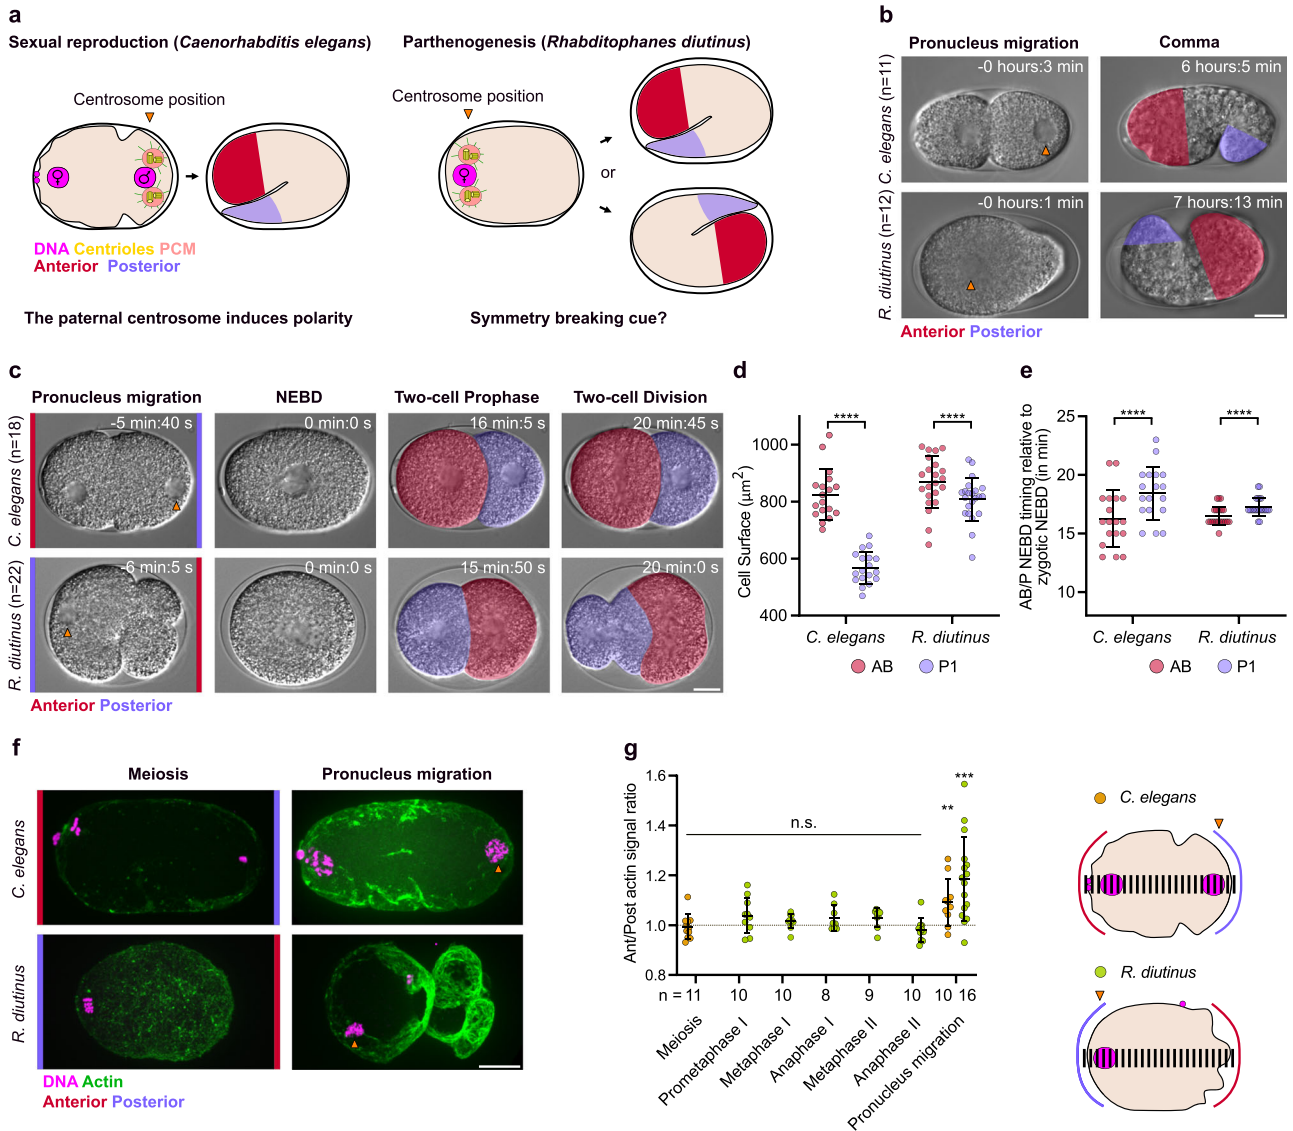 a
Sexual reproduction (Caenorhabditis elegans)
Parthenogenesis (Rhabditophanes diutinus)
Centrosome position
Centrosome position
♀
♂
♀
or
DNA Centrioles PCM
Anterior Posterior
The paternal centrosome induces polarity
Symmetry breaking cue?
b
Pronucleus migration
Comma
C. elegans (n=11)
-0 hours:3 min
6 hours:5 min
R. diutinus (n=12)
-0 hours:1 min
7 hours:13 min
Anterior Posterior
c
Pronucleus migration
NEBD
Two-cell Prophase
Two-cell Division
C. elegans (n=18)
-5 min:40 s
0 min:0 s
16 min:5 s
20 min:45 s
R. diutinus (n=22)
-6 min:5 s
0 min:0 s
15 min:50 s
20 min:0 s
Anterior Posterior
d
Cell Surface (µm²)
1000
800
600
400
****
****
C. elegans
R. diutinus
AB
P1
e
AB/P NEBD timing relative to
zygotic NEBD (in min)
25
20
15
10
****
****
C. elegans
R. diutinus
AB
P1
f
Meiosis
Pronucleus migration
C. elegans
R. diutinus
DNA Actin
Anterior Posterior
g
Ant/Post actin signal ratio
1.6
1.4
1.2
1.0
0.8
n.s.
**
***
n = 11 10 10 8 9 10 10 16
Meiosis
Prometaphase I
Metaphase I
Anaphase I
Metaphase II
Anaphase II
Pronucleus migration
C. elegans
R. diutinus